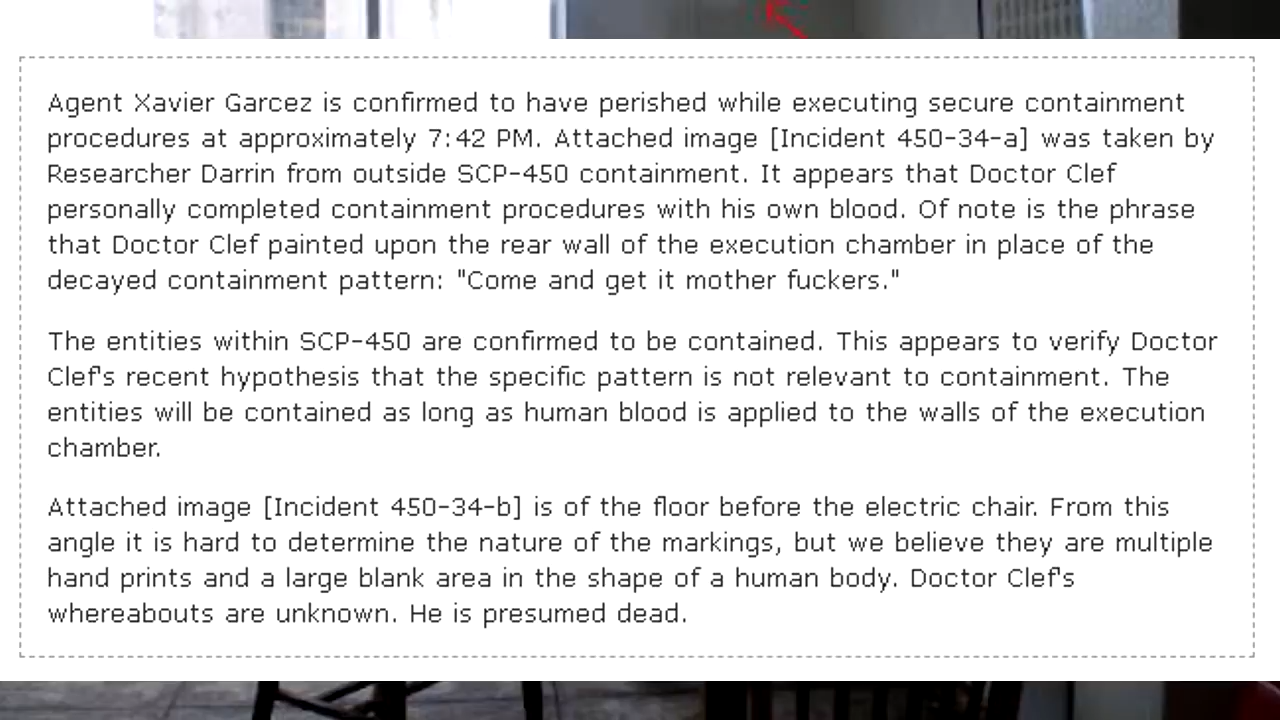 Agent Xavier Garcez is confirmed to have perished while executing secure containment
procedures at approximately 7:42 PM. Attached image [Incident 450-34-a] was taken by
Researcher Darrin from outside SCP-450 containment. It appears that Doctor Clef
personally completed containment procedures with his own blood. Of note is the phrase
that Doctor Clef painted upon the rear wall of the execution chamber in place of the
decayed containment pattern: "Come and get it mother fuckers."
The entities within SCP-450 are confirmed to be contained. This appears to verify Doctor
Clef's recent hypothesis that the specific pattern is not relevant to containment. The
entities will be contained as long as human blood is applied to the walls of the execution
chamber.
Attached image [Incident 450-34-b] is of the floor before the electric chair. From this
angle it is hard to determine the nature of the markings, but we believe they are multiple
hand prints and a large blank area in the shape of a human body. Doctor Clef's
whereabouts are unknown. He is presumed dead.